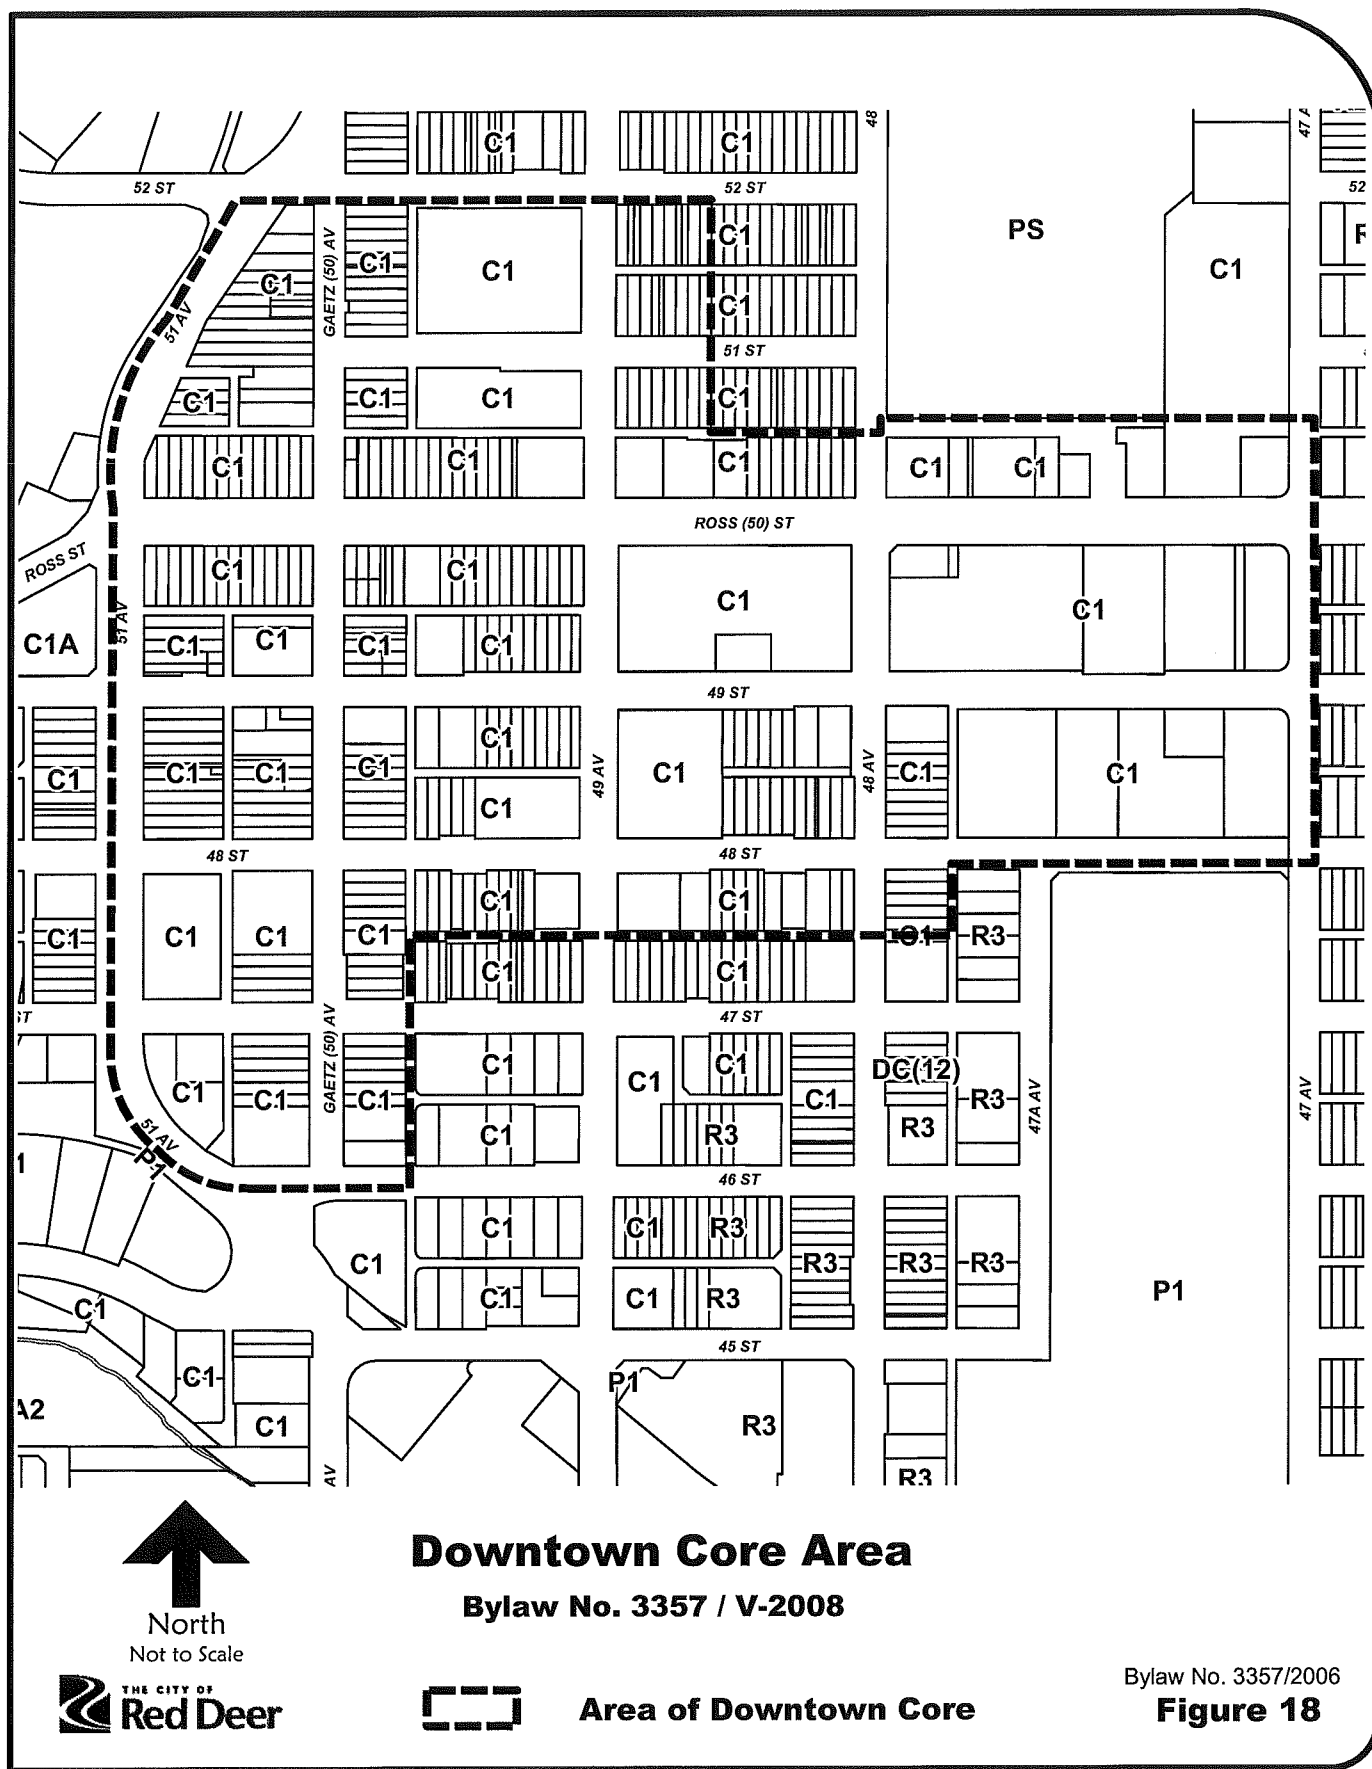 C1
C1
48
47 A
52 ST
52 ST
52
GAETZ (50) AV
C1
C1
C1
C1
PS
C1
51 AV
C1
51 ST
C1
C1
C1
C1
C1
C1
C1
C1
C1
ROSS (50) ST
ROSS ST
C1
C1
C1
C1
51 AV
C1A
C1
C1
C1
C1
49 ST
C1
C1
C1
C1
C1
C1
49 AV
C1
48 AV
C1
C1
48 ST
48 ST
C1
C1
C1
C1
C1
C1
C1
R3
C1
C1
ST
GAETZ (50) AV
47 ST
C1
C1
C1
C1
C1
C1
C1
DC(12)
R3
47A AV
47 AV
C1
R3
R3
51 AV
P1
46 ST
C1
C1
C1
R3
R3
R3
R3
P1
C1
C1
C1
R3
45 ST
C1
P1
A2
C1
R3
AV
R3
North
Not to Scale
Downtown Core Area
Bylaw No. 3357 / V-2008
THE CITY OF
Red Deer
Area of Downtown Core
Bylaw No. 3357/2006
Figure 18